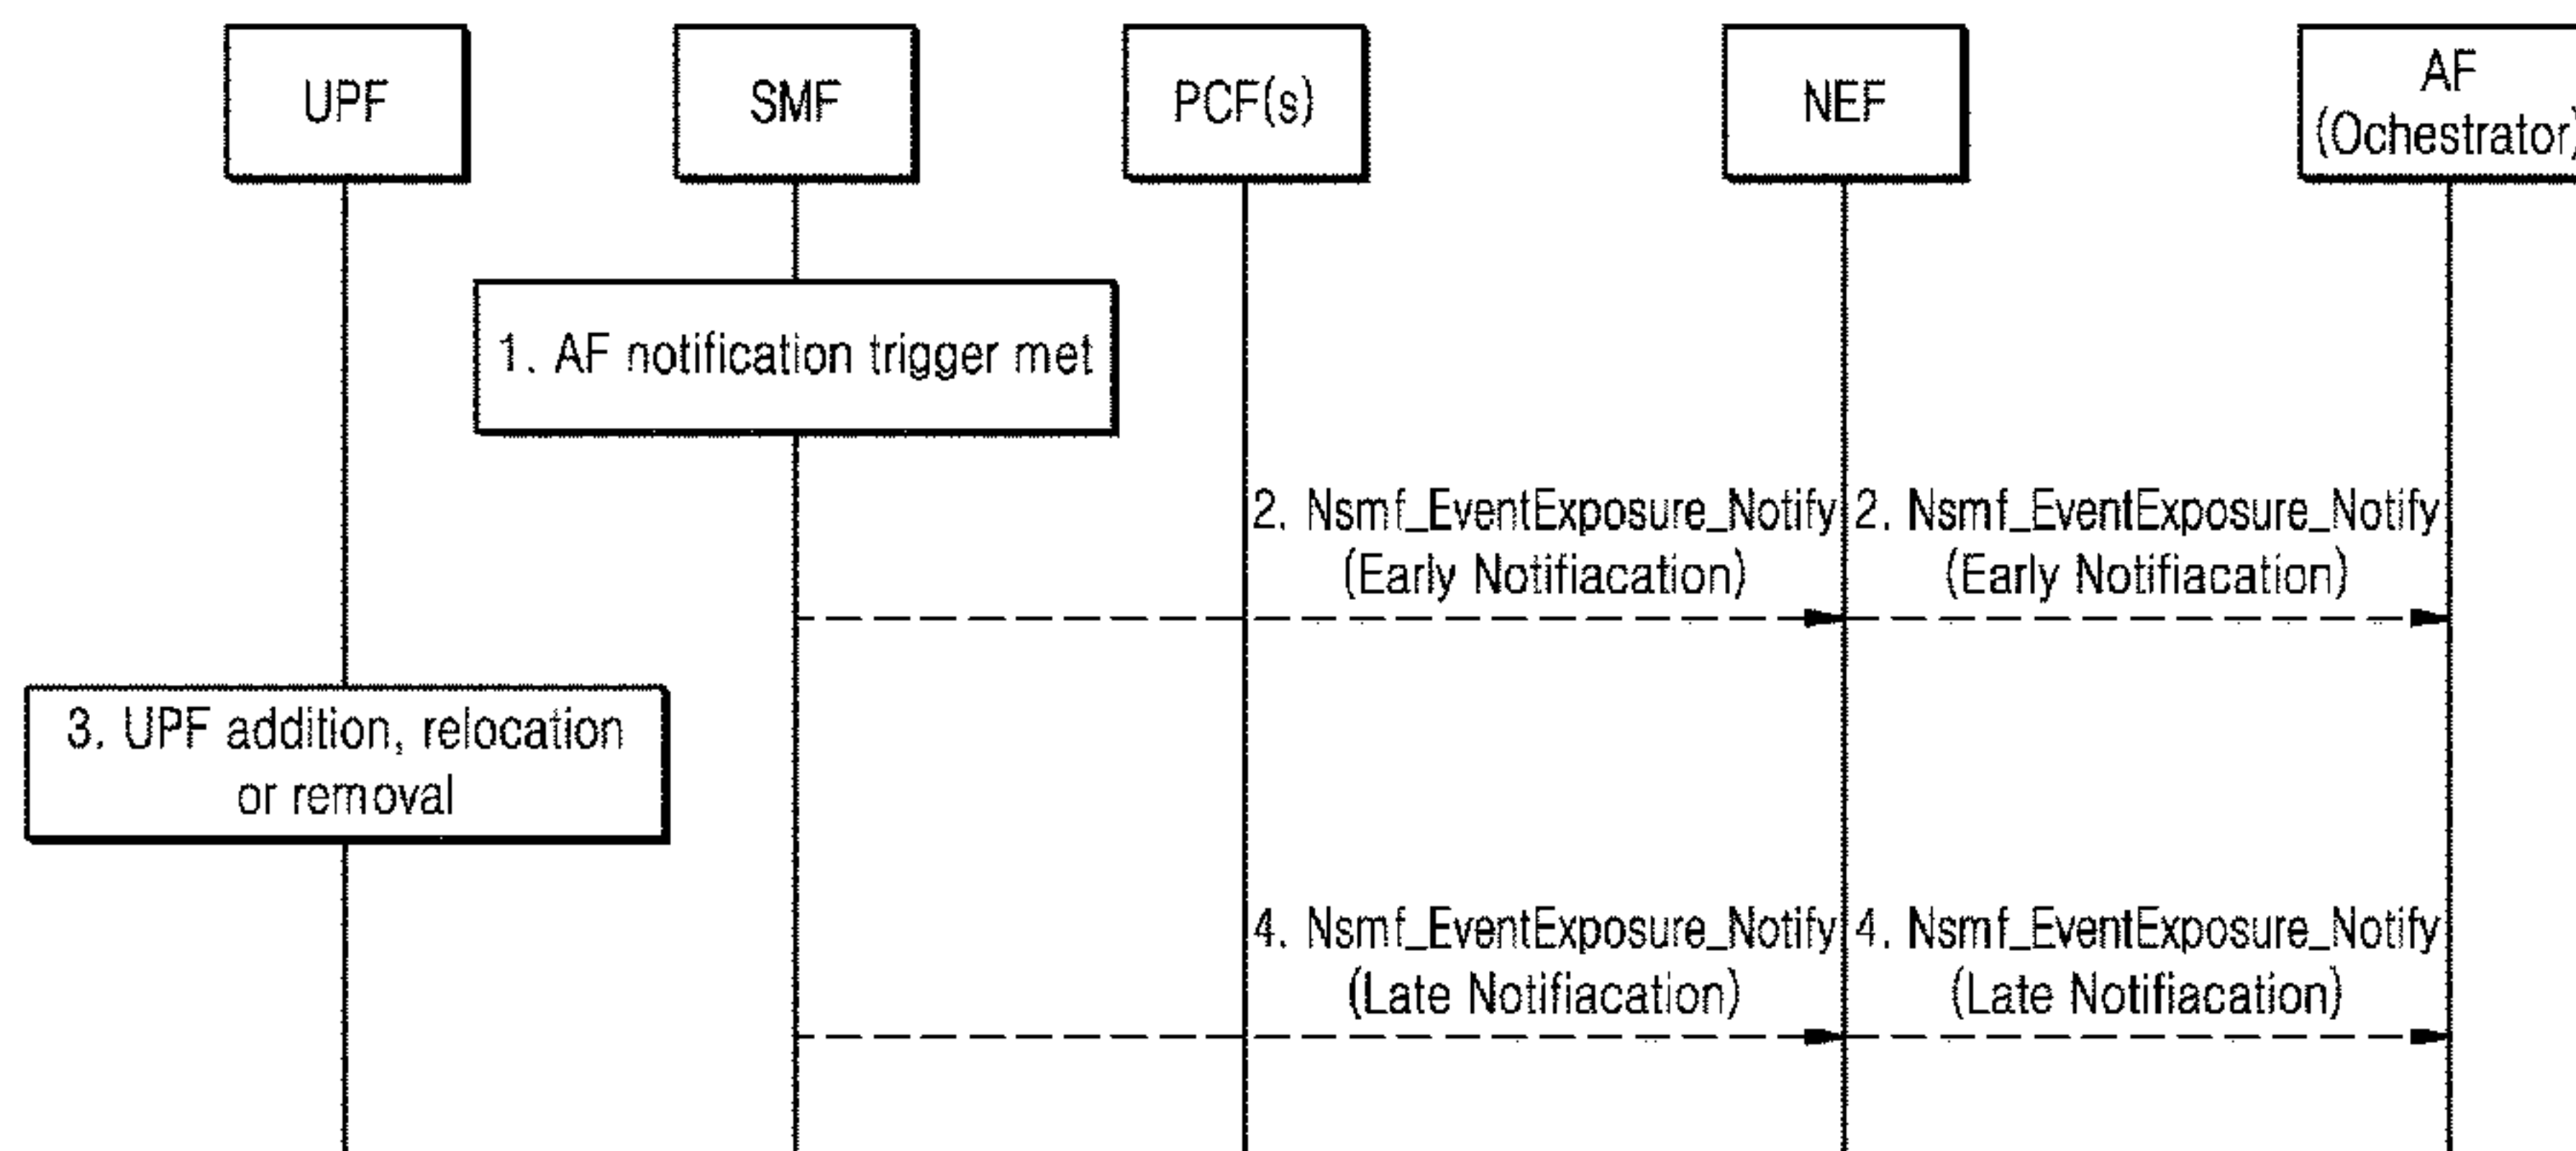 UPF
SMF
PCF(s)
NEF
AF
(Ochestrator)
1. AF notification trigger met
2. Nsmf_EventExposure_Notify
(Early Notifiacation)
2. Nsmf_EventExposure_Notify
(Early Notifiacation)
3. UPF addition, relocation
or removal
4. Nsmf_EventExposure_Notify
(Late Notifiacation)
4. Nsmf_EventExposure_Notify
(Late Notifiacation)